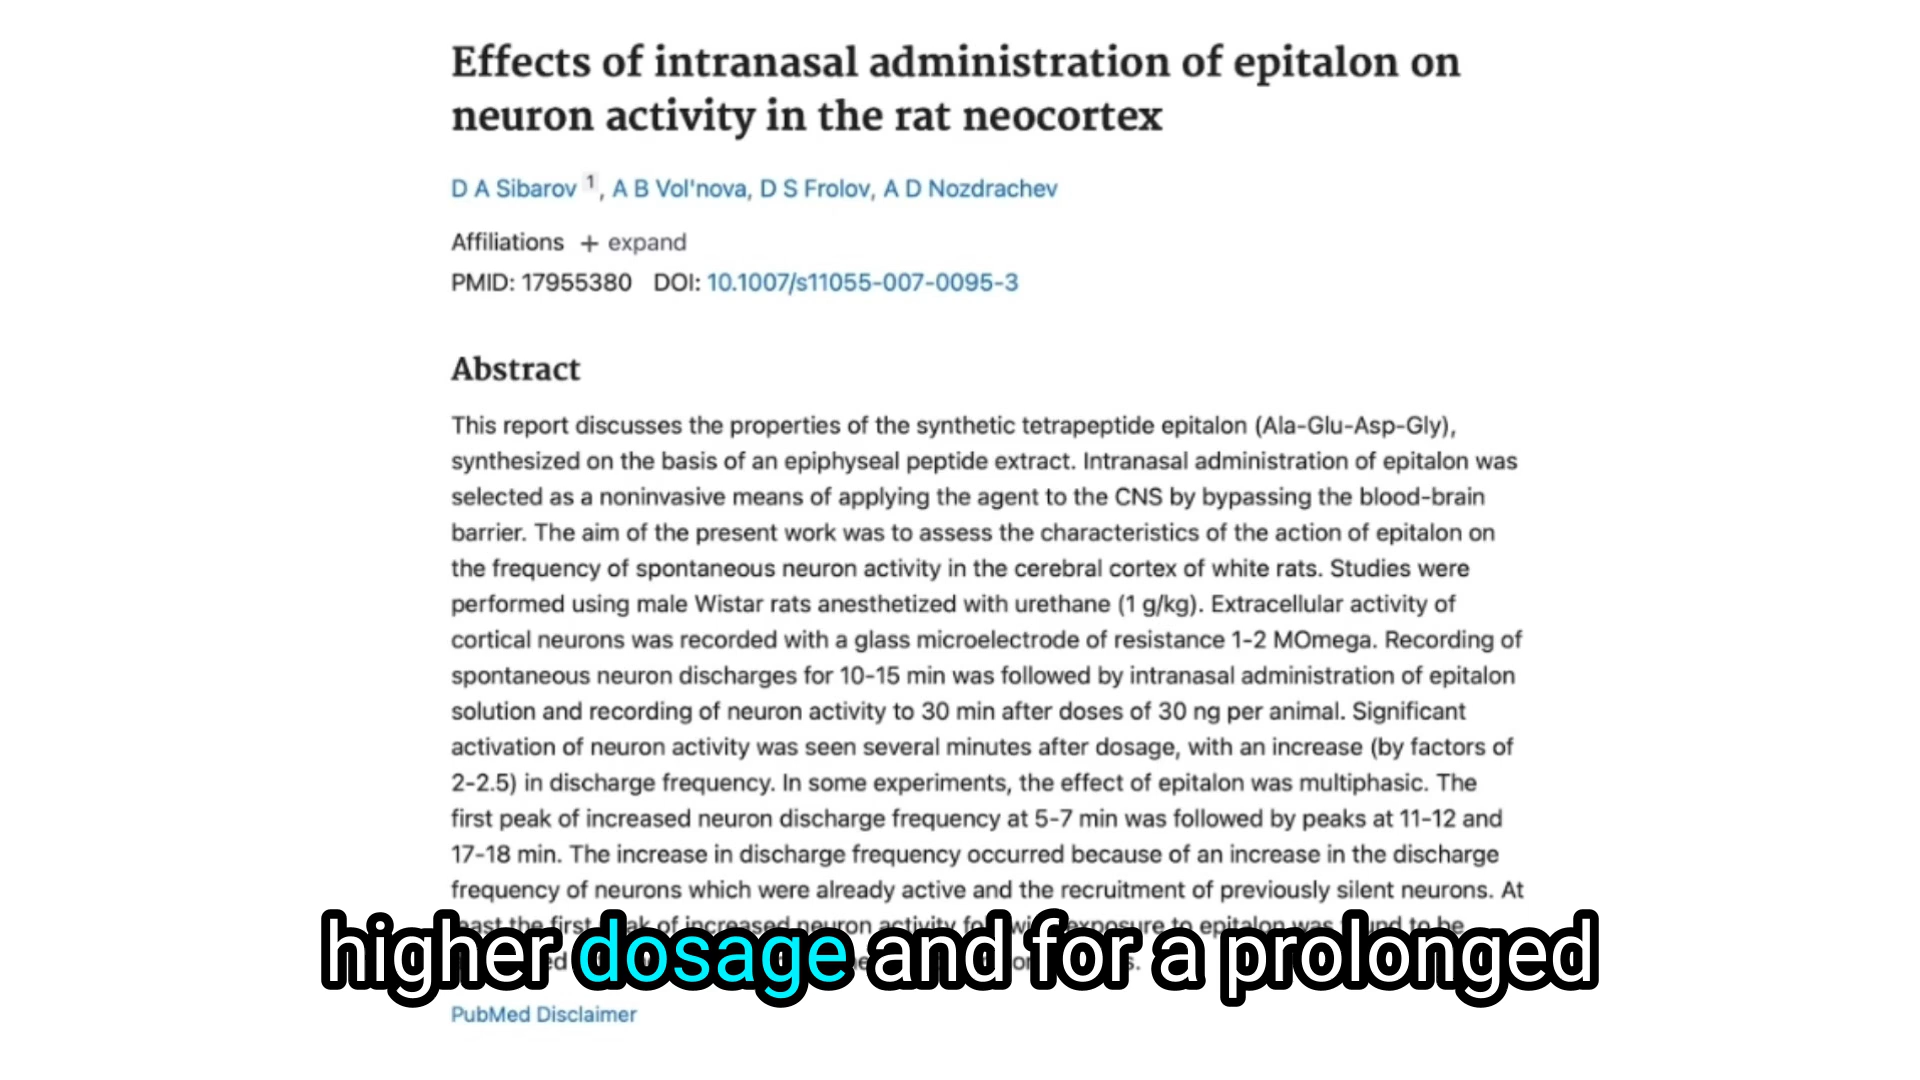 Effects of intranasal administration of epitalon on
neuron activity in the rat neocortex
D A Sibarov 1, A B Vol'nova, D S Frolov, A D Nozdrachev
Affiliations + expand
PMID: 17955380 DOI: 10.1007/s11055-007-0095-3
Abstract
This report discusses the properties of the synthetic tetrapeptide epitalon (Ala-Glu-Asp-Gly),
synthesized on the basis of an epiphyseal peptide extract. Intranasal administration of epitalon was
selected as a noninvasive means of applying the agent to the CNS by bypassing the blood-brain
barrier. The aim of the present work was to assess the characteristics of the action of epitalon on
the frequency of spontaneous neuron activity in the cerebral cortex of white rats. Studies were
performed using male Wistar rats anesthetized with urethane (1 g/kg). Extracellular activity of
cortical neurons was recorded with a glass microelectrode of resistance 1-2 MOmega. Recording of
spontaneous neuron discharges for 10-15 min was followed by intranasal administration of epitalon
solution and recording of neuron activity to 30 min after doses of 30 ng per animal. Significant
activation of neuron activity was seen several minutes after dosage, with an increase (by factors of
2-2.5) in discharge frequency. In some experiments, the effect of epitalon was multiphasic. The
first peak of increased neuron discharge frequency at 5-7 min was followed by peaks at 11-12 and
17-18 min. The increase in discharge frequency occurred because of an increase in the discharge
frequency of neurons which were already active and the recruitment of previously silent neurons. At
the first of increased neuron activity exposure to epitalon was to be
higher dosage and for a prolonged
PubMed Disclaimer